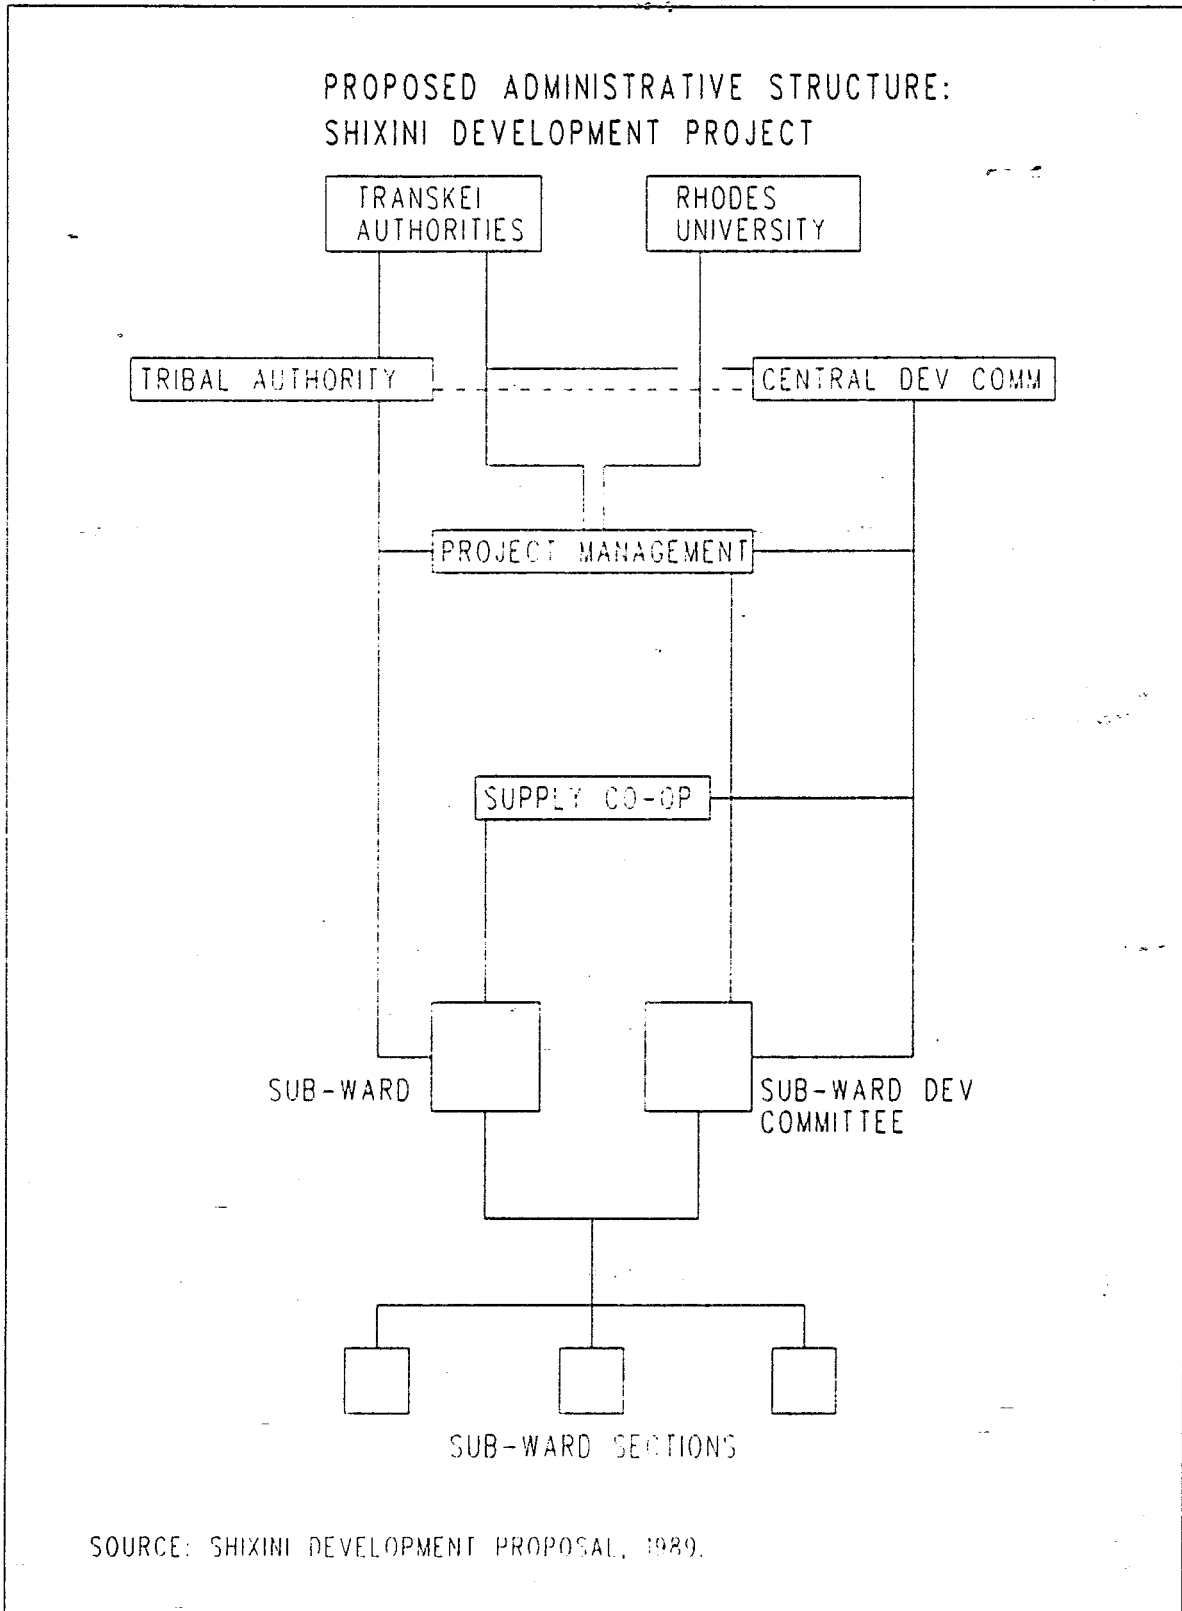 PROPOSED ADMINISTRATIVE STRUCTURE:
SHIXINI DEVELOPMENT PROJECT
TRANSKEI
AUTHORITIES
RHODES
UNIVERSITY
TRIBAL AUTHORITY
CENTRAL DEV COMM
PROJECT MANAGEMENT
SUPPLY CO-OP
SUB-WARD
SUB-WARD DEV
COMMITTEE
SUB-WARD SECTIONS
SOURCE: SHIXINI DEVELOPMENT PROPOSAL, 1989.